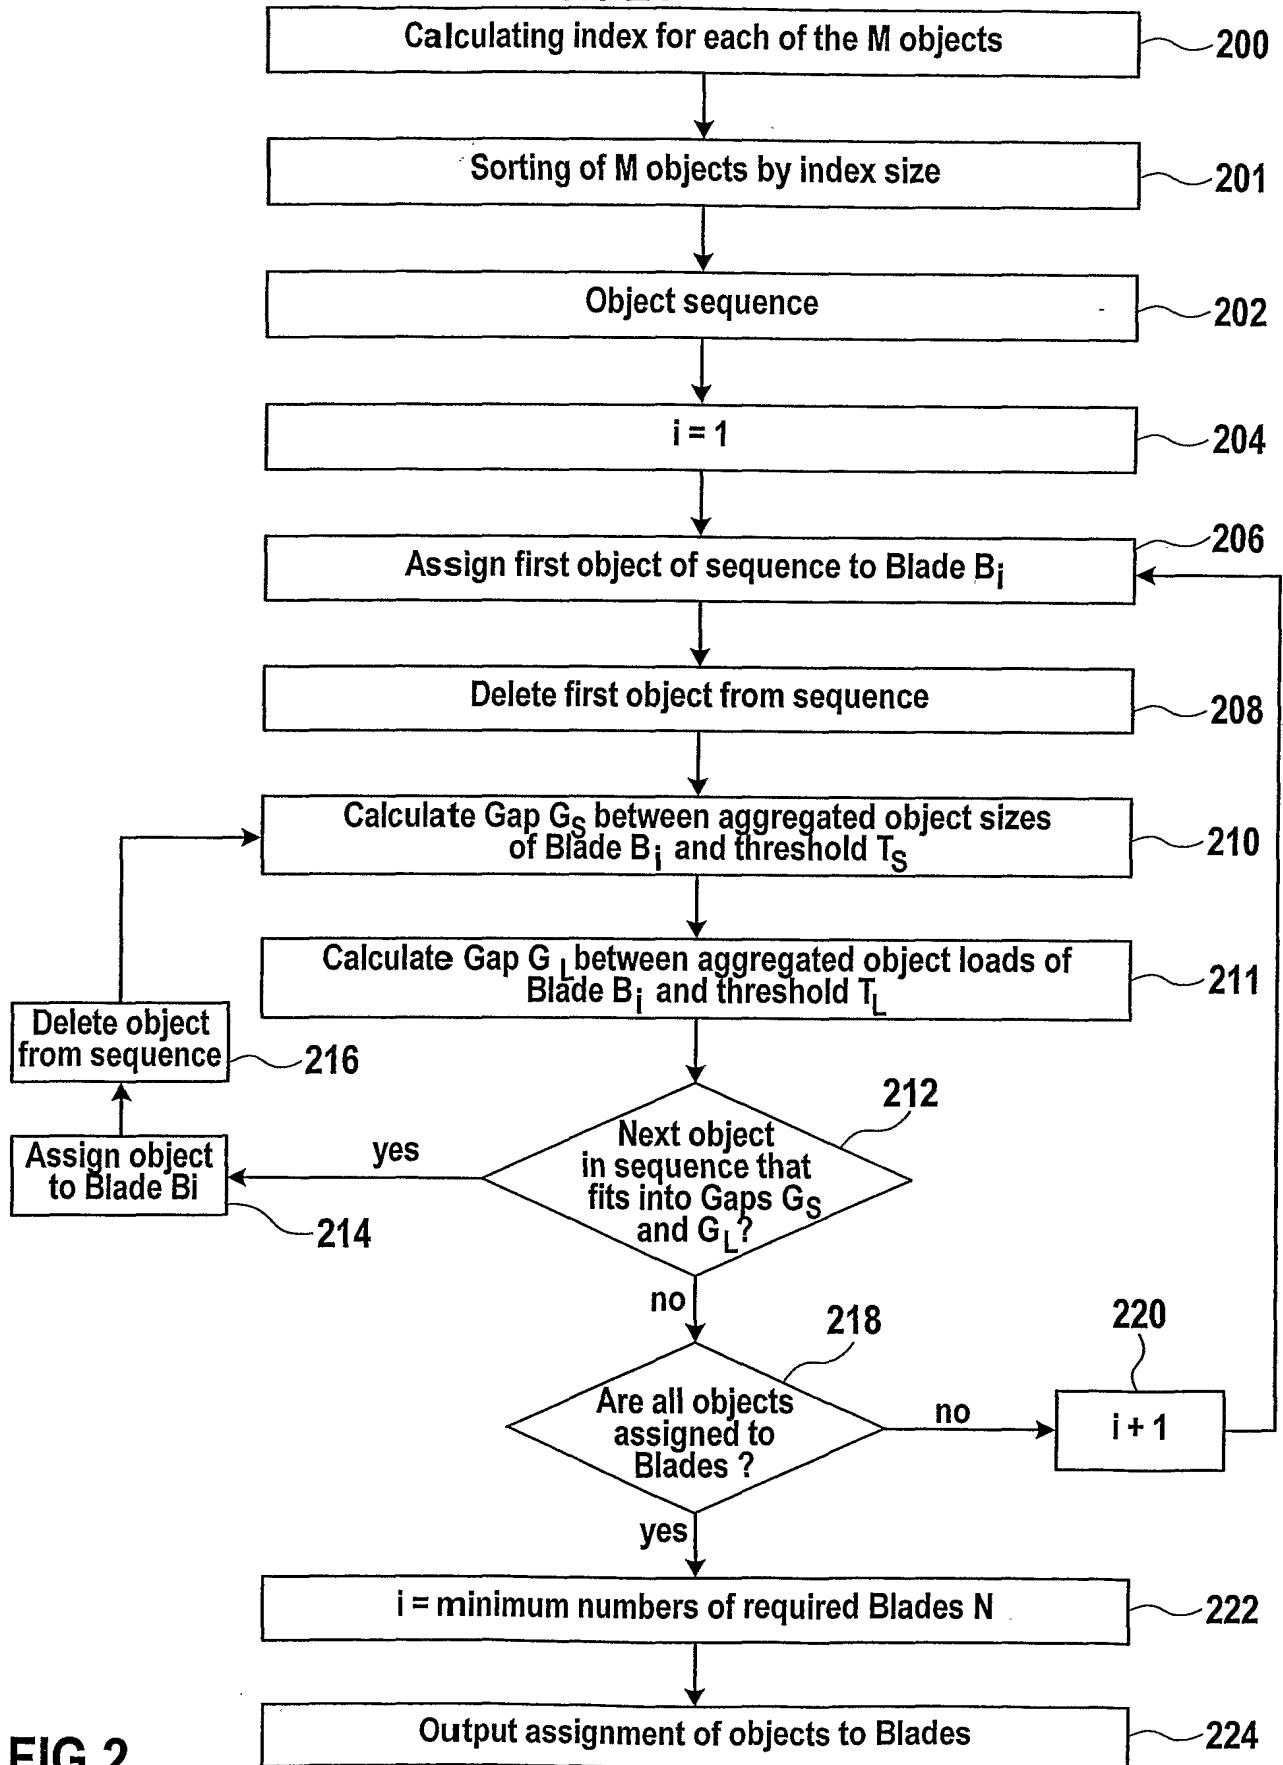 Calculating index for each of the M objects
200
Sorting of M objects by index size
201
Object sequence
202
i = 1
204
Assign first object of sequence to Blade Bi
206
Delete first object from sequence
208
Calculate Gap GS between aggregated object sizes
of Blade Bi and threshold TS
210
Calculate Gap G L between aggregated object loads of
Blade Bi and threshold TL
211
Delete object
from sequence
216
Assign object
to Blade Bi
214
yes
Next object
in sequence that
fits into Gaps GS
and GL?
212
no
Are all objects
assigned to
Blades ?
218
no
i + 1
220
yes
i = minimum numbers of required Blades N
222
Output assignment of objects to Blades
224
FIG 2